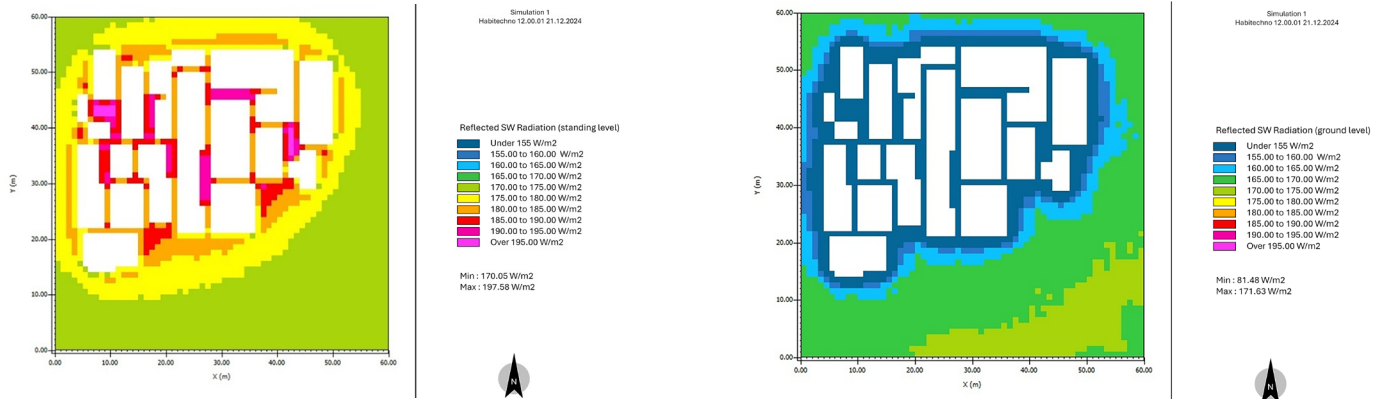 Simulation 1
Habitechno 12.00.01 21.12.2024
60.00
50.00
40.00
30.00
20.00
10.00
0.00
Y (m)
0.00 10.00 20.00 30.00 40.00 50.00 60.00
X (m)
Reflected SW Radiation (standing level)
Under 155 W/m2
155.00 to 160.00 W/m2
160.00 to 165.00 W/m2
165.00 to 170.00 W/m2
170.00 to 175.00 W/m2
175.00 to 180.00 W/m2
180.00 to 185.00 W/m2
185.00 to 190.00 W/m2
190.00 to 195.00 W/m2
Over 195.00 W/m2
Min : 170.05 W/m2
Max : 197.58 W/m2
N
Simulation 1
Habitechno 12.00.01 21.12.2024
60.00
50.00
40.00
30.00
20.00
10.00
0.00
Y (m)
0.00 10.00 20.00 30.00 40.00 50.00 60.00
X (m)
Reflected SW Radiation (ground level)
Under 155 W/m2
155.00 to 160.00 W/m2
160.00 to 165.00 W/m2
165.00 to 170.00 W/m2
170.00 to 175.00 W/m2
175.00 to 180.00 W/m2
180.00 to 185.00 W/m2
185.00 to 190.00 W/m2
190.00 to 195.00 W/m2
Over 195.00 W/m2
Min : 81.48 W/m2
Max : 171.63 W/m2
N